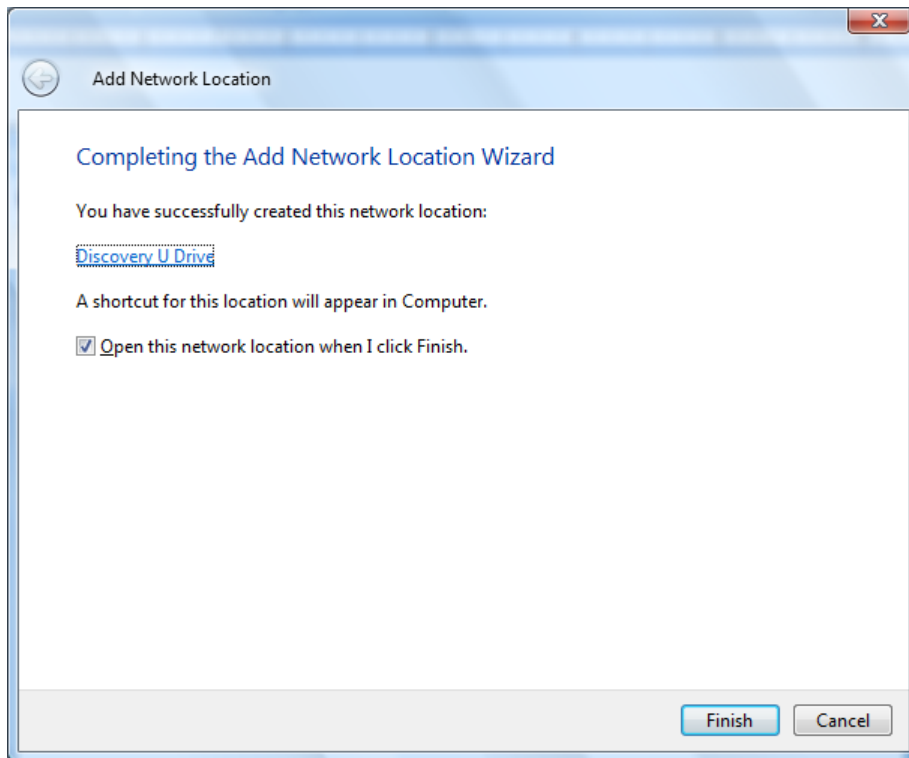 Add Network Location
Completing the Add Network Location Wizard
You have successfully created this network location:
Discovery U Drive
A shortcut for this location will appear in Computer.
Open this network location when I click Finish.
Finish
Cancel